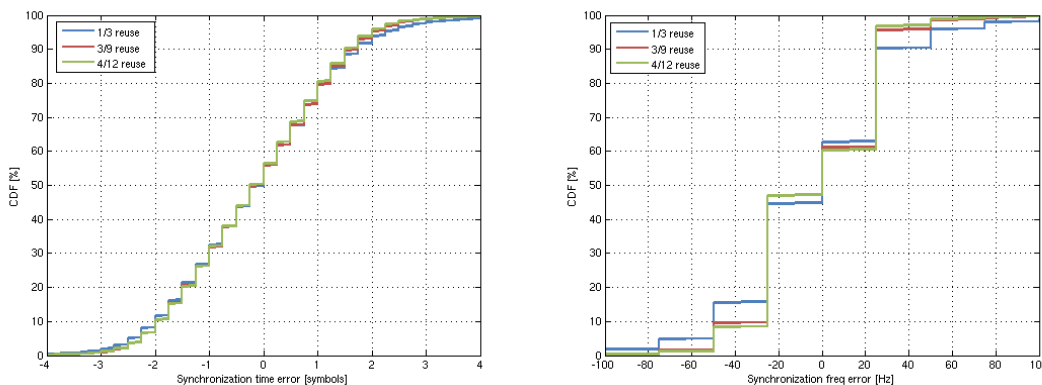 100
90
80
70
60
50
40
30
20
10
0
CDF [%]
1/3 reuse
3/9 reuse
4/12 reuse
-4 -3 -2 -1 0 1 2 3 4
Synchronization time error [symbols]
100
90
80
70
60
50
40
30
20
10
0
CDF [%]
1/3 reuse
3/9 reuse
4/12 reuse
-100 -80 -60 -40 -20 0 20 40 60 80 100
Synchronization freq error [Hz]